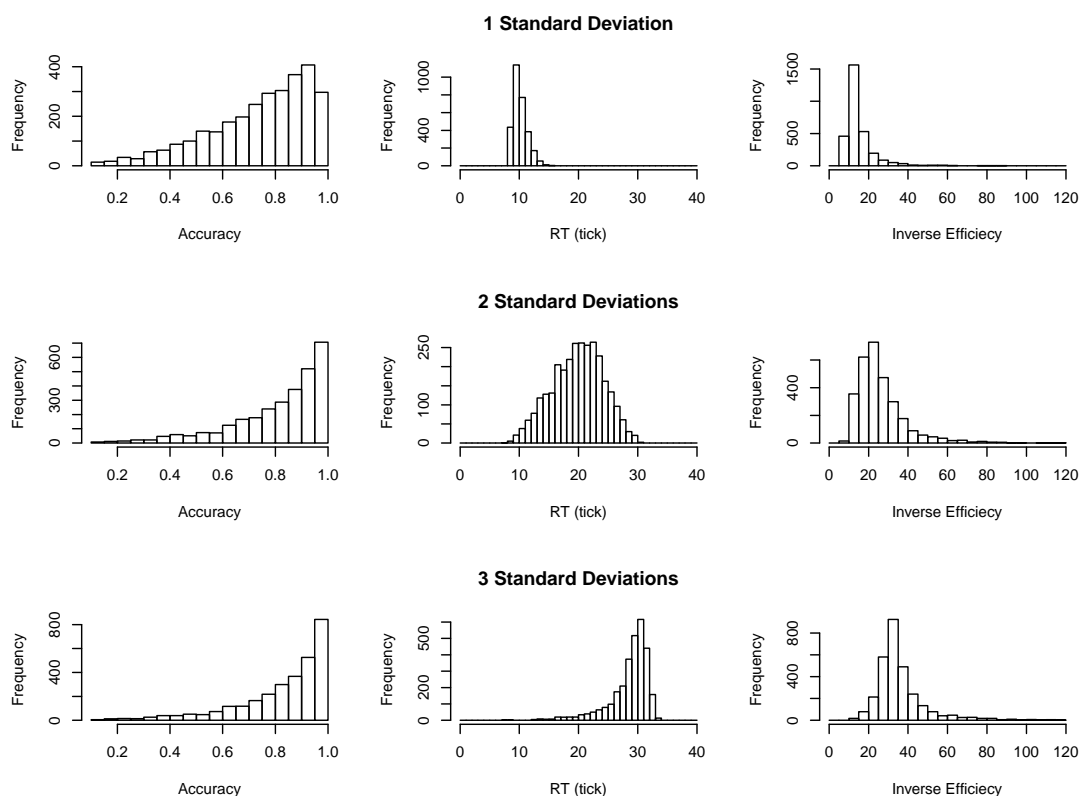 1 Standard Deviation
Frequency
0 200 400
0.2 0.4 0.6 0.8 1.0
Accuracy
Frequency
0 400 1000
0 10 20 30 40
RT (tick)
Frequency
0 500 1500
0 20 40 60 80 100 120
Inverse Efficiecy
2 Standard Deviations
Frequency
0 300 600
0.2 0.4 0.6 0.8 1.0
Accuracy
Frequency
0 100 250
0 10 20 30 40
RT (tick)
Frequency
0 400
0 20 40 60 80 100 120
Inverse Efficiecy
3 Standard Deviations
Frequency
0 400 800
0.2 0.4 0.6 0.8 1.0
Accuracy
Frequency
0 200 500
0 10 20 30 40
RT (tick)
Frequency
0 400 800
0 20 40 60 80 100 120
Inverse Efficiecy